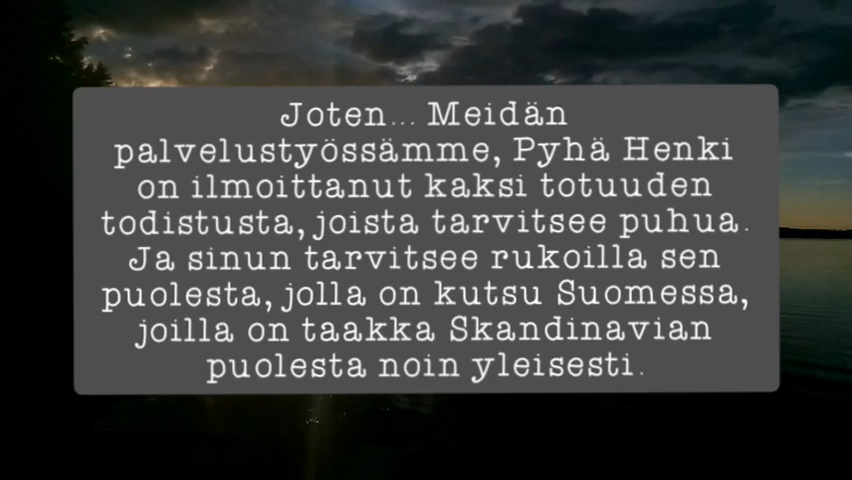 Joten... Meidän
palvelustyössämme, Pyhä Henki
on ilmoittanut kaksi totuuden
todistusta, joista tarvitsee puhua.
Ja sinun tarvitsee rukoilla sen
puolesta, jolla on kutsu Suomessa,
joilla on taakka Skandinavian
puolesta noin yleisesti.